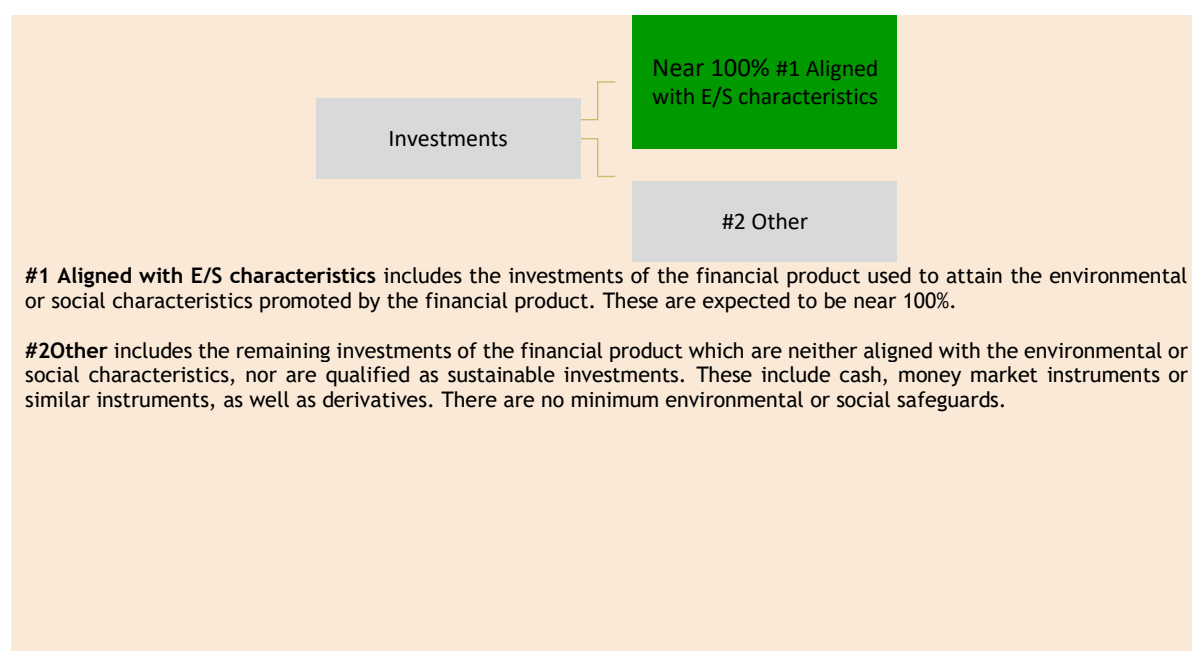 Near 100% #1 Aligned
with E/S characteristics
Investments
#2 Other
#1 Aligned with E/S characteristics includes the investments of the financial product used to attain the environmental
or social characteristics promoted by the financial product. These are expected to be near 100%.
#2Other includes the remaining investments of the financial product which are neither aligned with the environmental or
social characteristics, nor are qualified as sustainable investments. These include cash, money market instruments or
similar instruments, as well as derivatives. There are no minimum environmental or social safeguards.